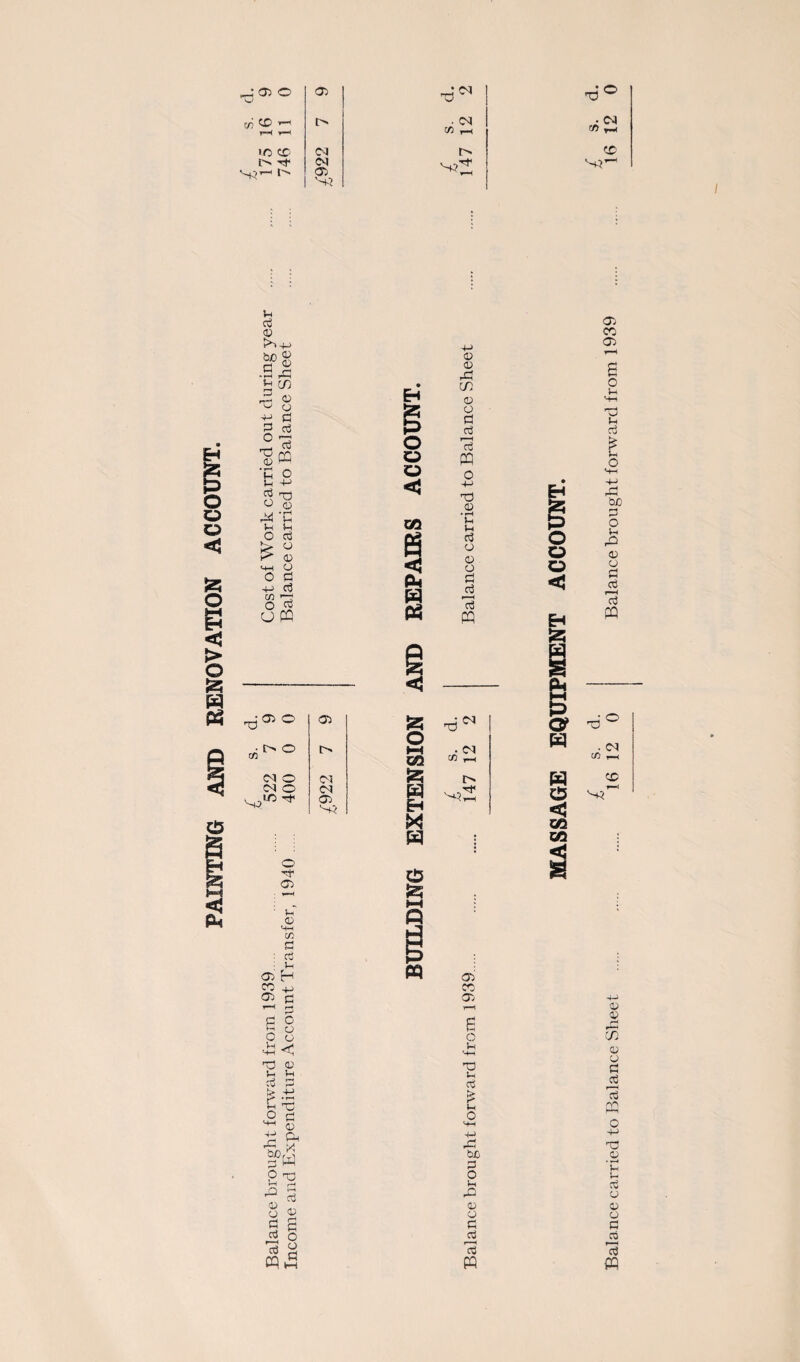 PAINTING AND RENOVATION ACCOUNT.
£ s. d. £ s. d.
Balance brought forward from 1939.... 522 7 9 Cost of Work carried out during year .... 175 16 9
Income and Expenditure Account Transfer, 1940 .... 400 0 0 Balance carried to Balance Sheet .... 746 11 0
£922 7 9 £922 7 9
BUILDING EXTENSION AND REPAIRS ACCOUNT.
£ s. d. £ s. d.
Balance brought forward from 1939.... 147 12 2 Balance carried to Balance Sheet .... 147 12 2
MASSAGE EQUIPMENT ACCOUNT.
£ s. d. £ s. d.
Balance carried to Balance Sheet .... 16 12 0 Balance brought forward from 1939 .... 16 12 0